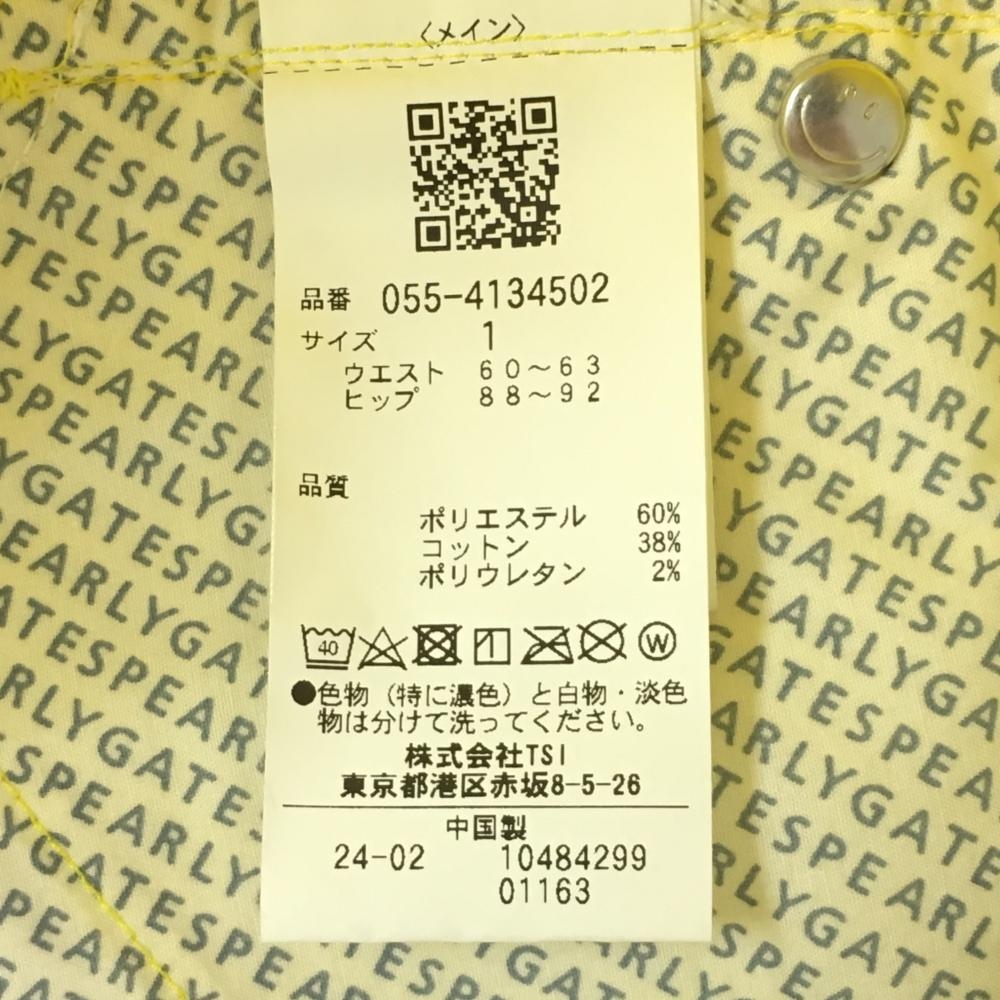 〈メイン〉
品番 055-4134502
サイズ 1
ウエスト 60～63
ヒップ 88～92
品質
ポリエステル 60%
コットン 38%
ポリウレタン 2%
40 W
●色物（特に濃色）と白物・淡色
物は分けて洗ってください。
株式会社TSI
東京都港区赤坂8-5-26
中国製
24-02 10484299
01163
PEARLYGATES